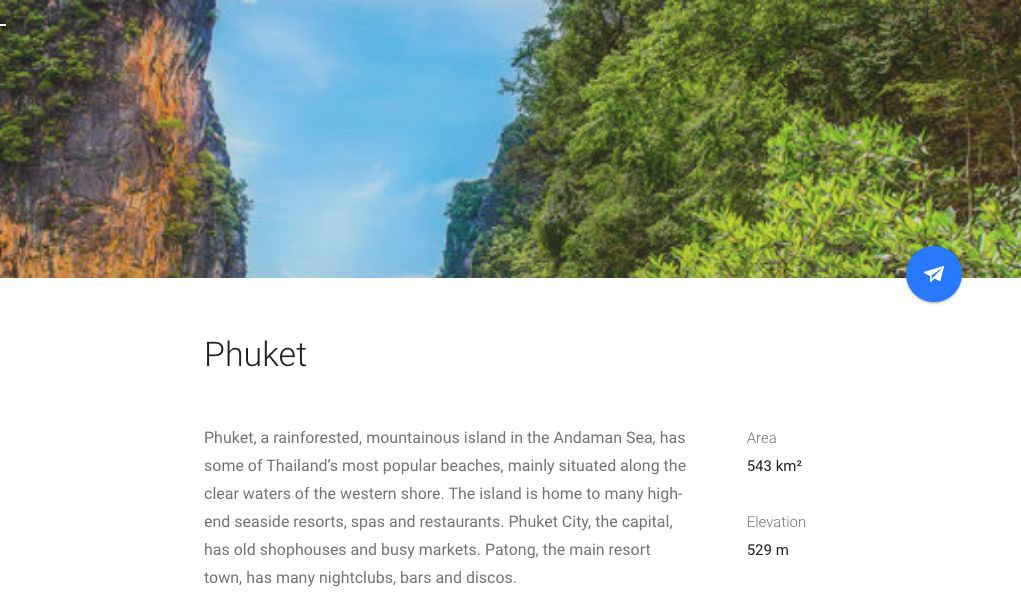 Phuket
Phuket, a rainforested, mountainous island in the Andaman Sea, has
some of Thailand’s most popular beaches, mainly situated along the
clear waters of the western shore. The island is home to many high-
end seaside resorts, spas and restaurants. Phuket City, the capital,
has old shophouses and busy markets. Patong, the main resort
town, has many nightclubs, bars and discos.
Area
543 km²
Elevation
529 m